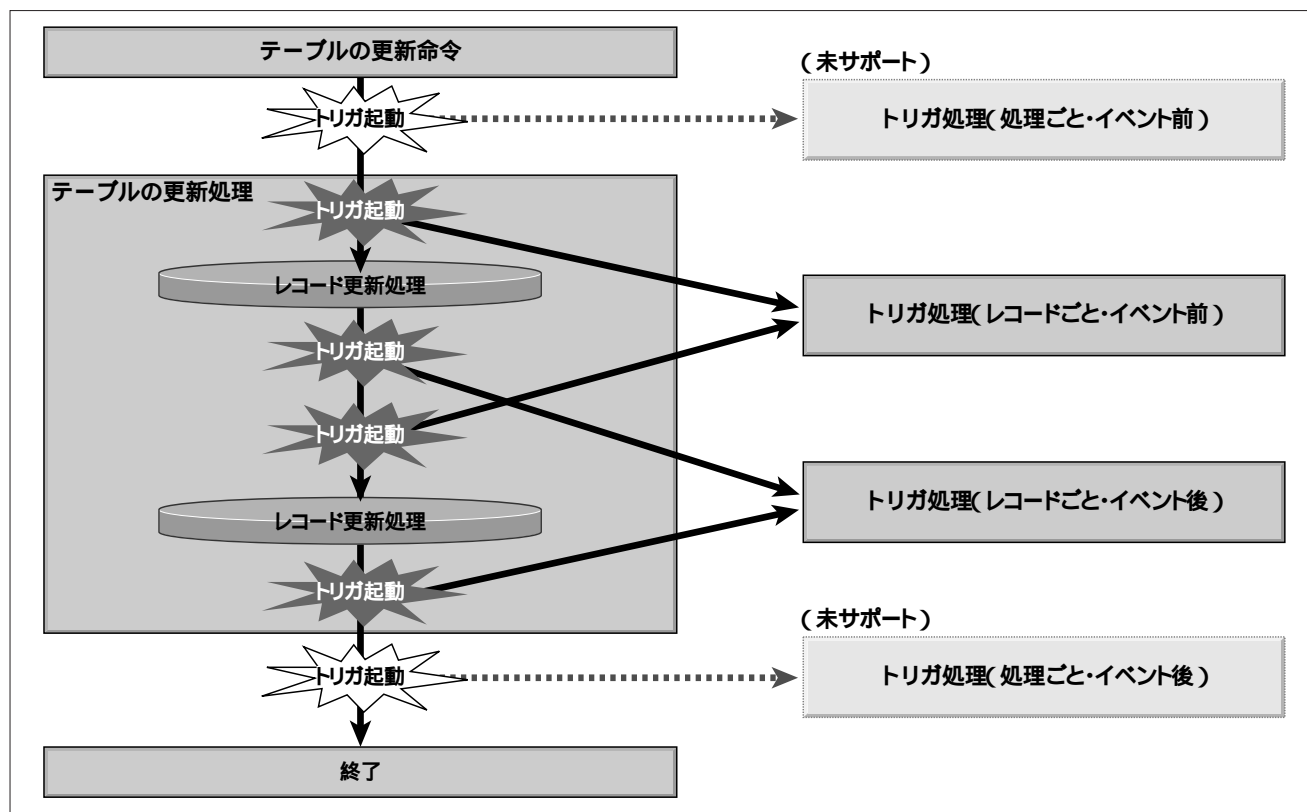 テーブルの更新命令
(未サポート)
トリガ起動
トリガ処理(処理ごと・イベント前)
テーブルの更新処理
トリガ起動
レコード更新処理
トリガ処理(レコードごと・イベント前)
トリガ起動
トリガ起動
トリガ処理(レコードごと・イベント後)
レコード更新処理
トリガ起動
(未サポート)
トリガ起動
トリガ処理(処理ごと・イベント後)
終了